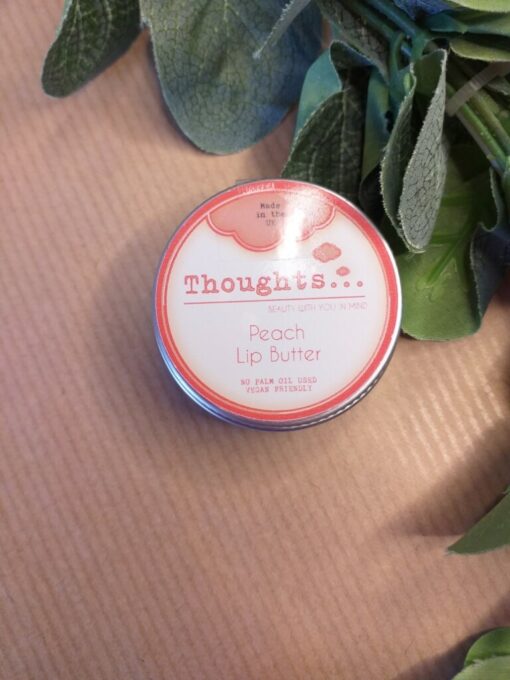 Made
in the
UK
Thoughts...
BEAUTY WITH YOU IN MIND
Peach
Lip Butter
NO PALM OIL USED
VEGAN FRIENDLY